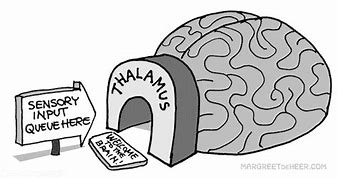 THALAMUS
SENSORY
INPUT
QUEUE HERE
WELCOME
TO THE
BRAIN!
MARGREETDEHEER.COM